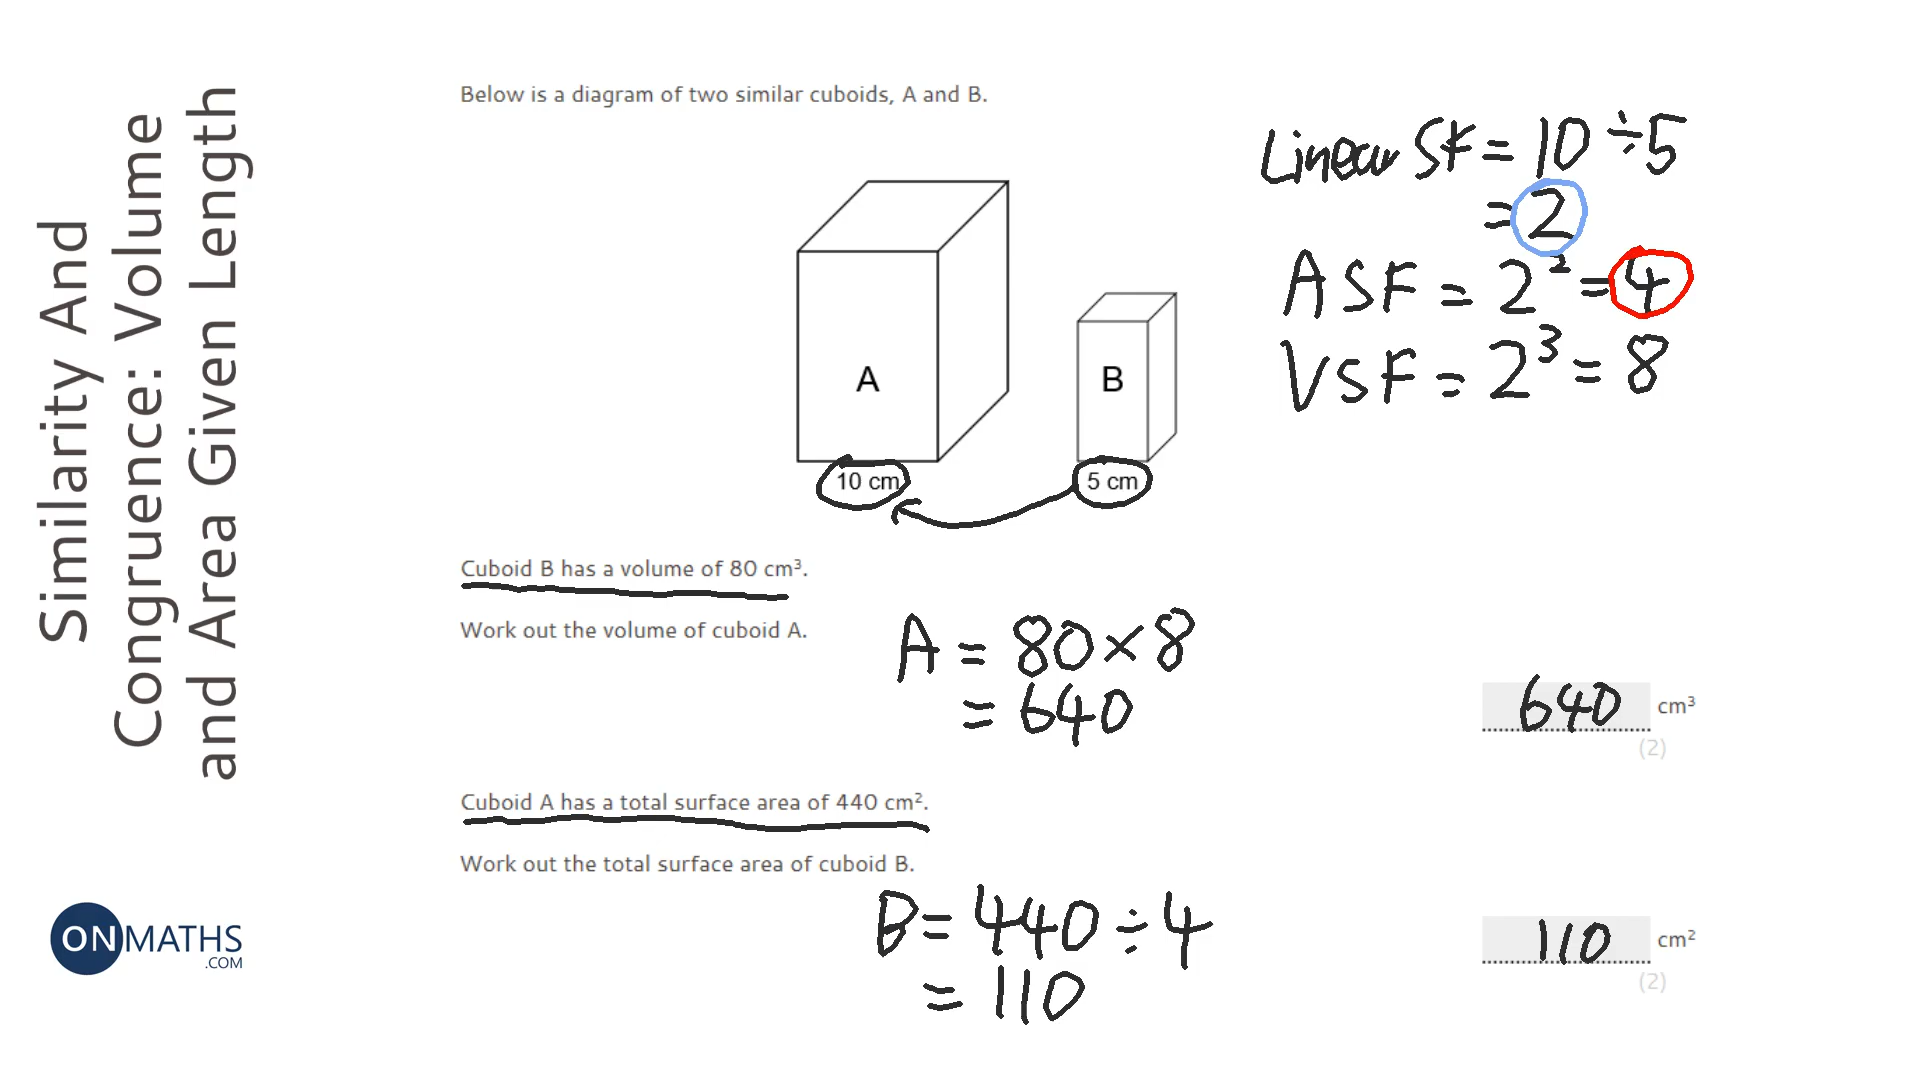 Similarity And
Congruence: Volume
and Area Given Length
Below is a diagram of two similar cuboids, A and B.
A
B
10 cm
5 cm
Linear SF = 10 ÷ 5
= 2
ASF = 2² = 4
VSF = 2³ = 8
Cuboid B has a volume of 80 cm³.
Work out the volume of cuboid A.
A = 80 × 8
= 640
640 cm³
(2)
Cuboid A has a total surface area of 440 cm².
Work out the total surface area of cuboid B.
B = 440 ÷ 4
= 110
110 cm²
(2)
ONMATHS
.COM